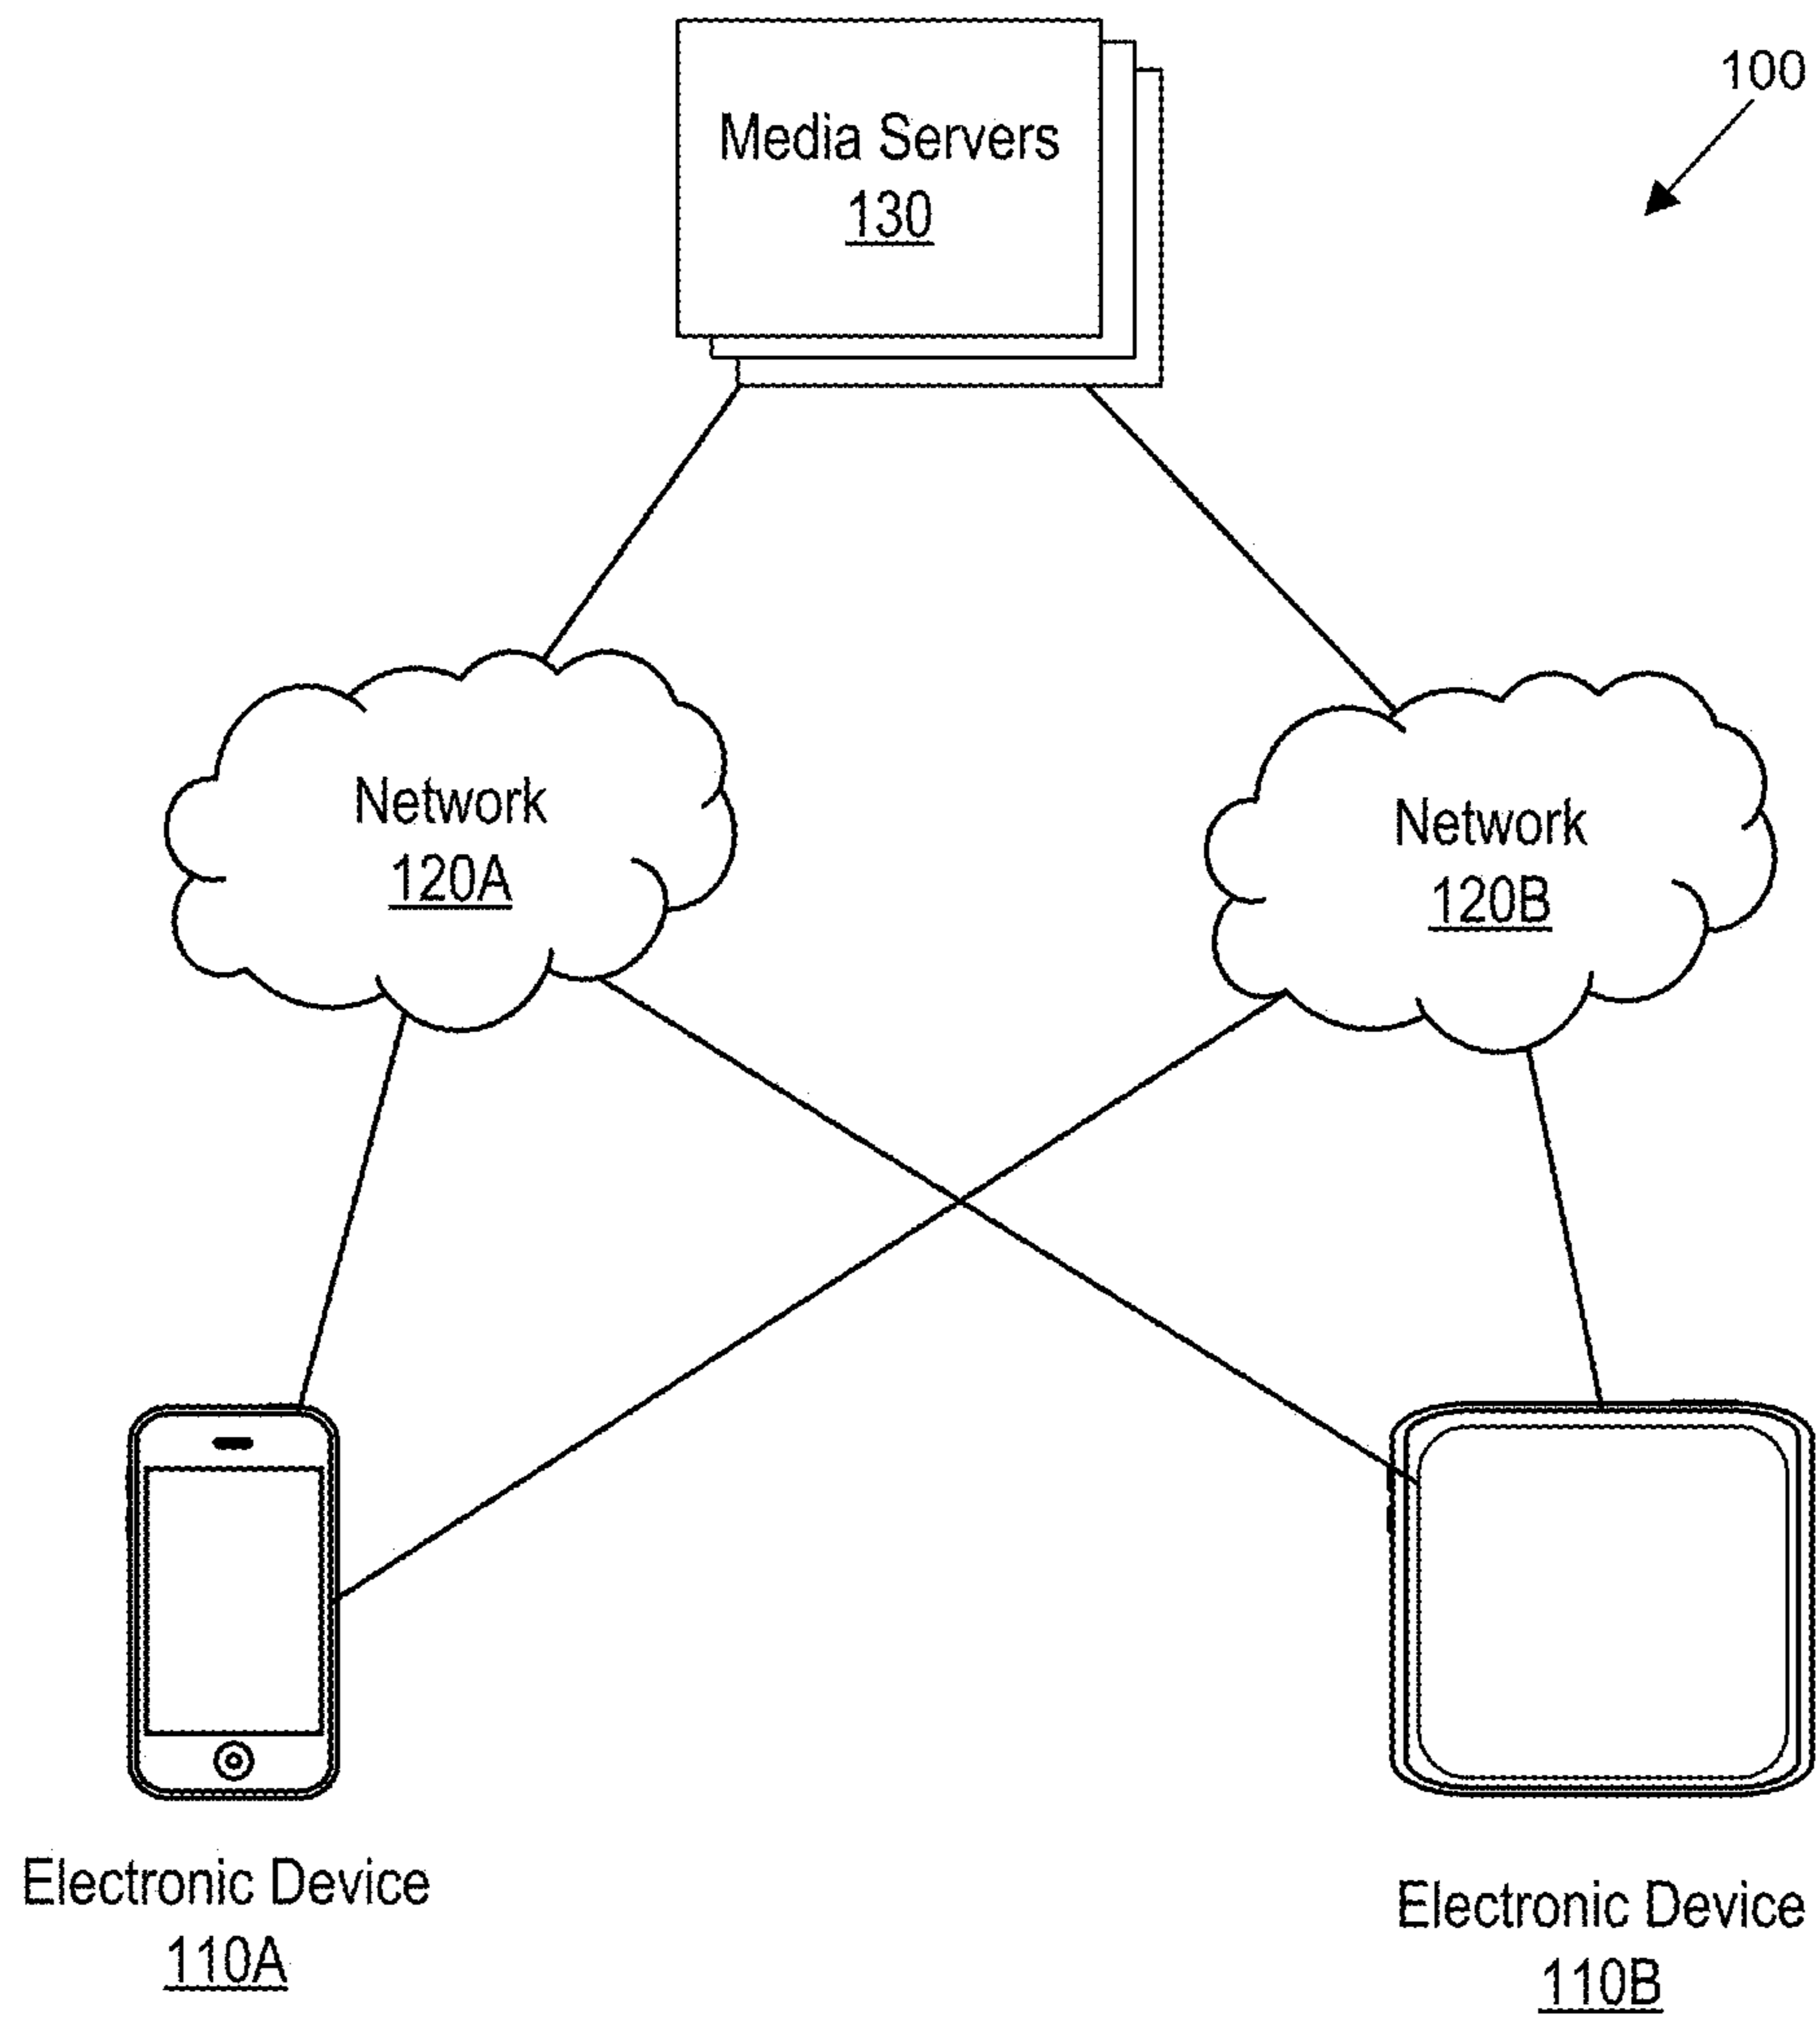 100
Media Servers
130
Network
120A
Network
120B
Electronic Device
110A
Electronic Device
110B